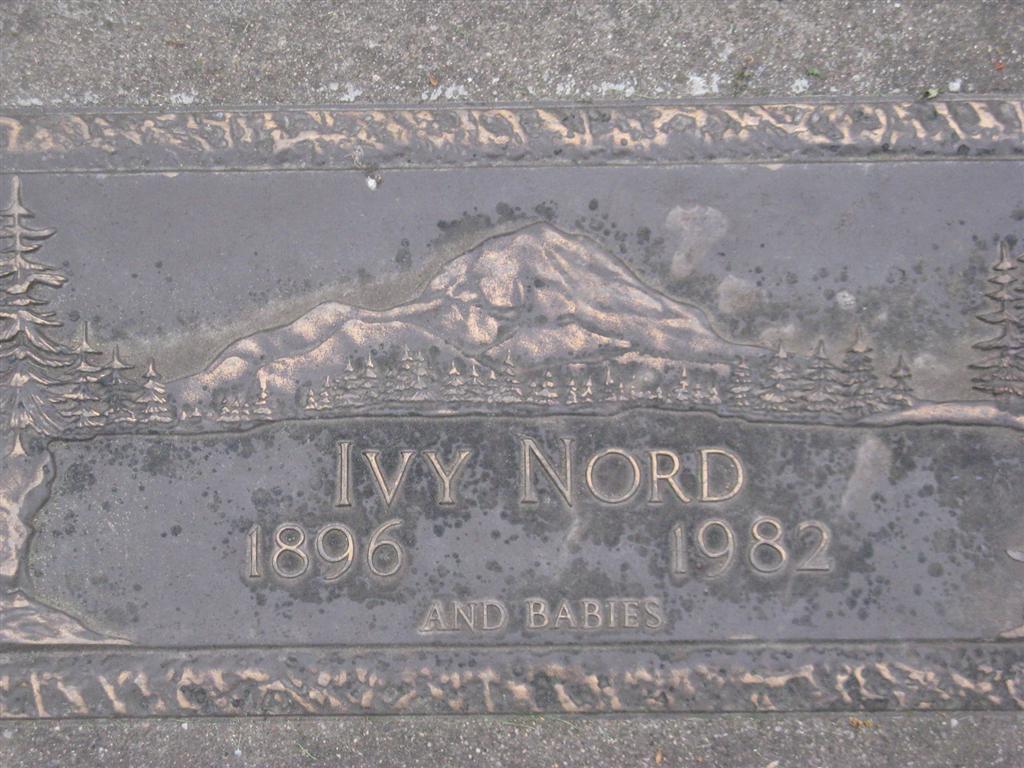 IVY NORD
1896 1982
AND BABIES